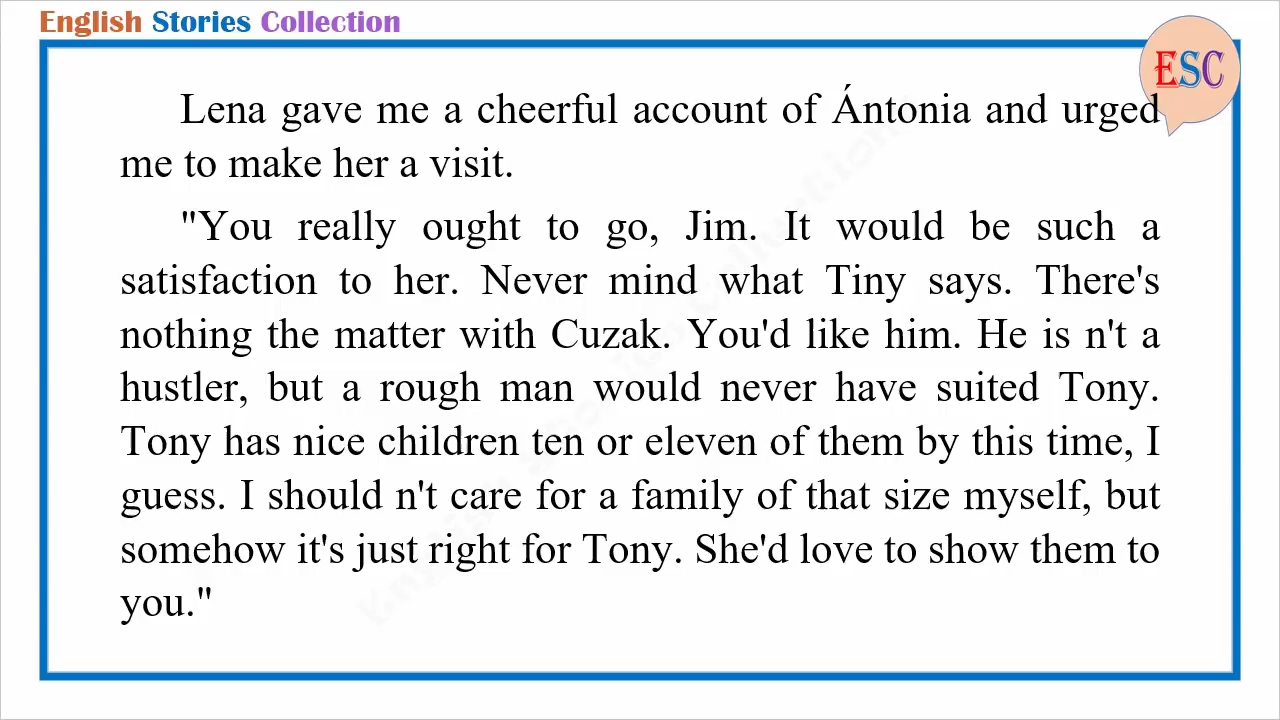 English Stories Collection
ESC
Lena gave me a cheerful account of Ántonia and urged
me to make her a visit.
"You really ought to go, Jim. It would be such a
satisfaction to her. Never mind what Tiny says. There's
nothing the matter with Cuzak. You'd like him. He is n't a
hustler, but a rough man would never have suited Tony.
Tony has nice children ten or eleven of them by this time, I
guess. I should n't care for a family of that size myself, but
somehow it's just right for Tony. She'd love to show them to
you."
English Stories Collection